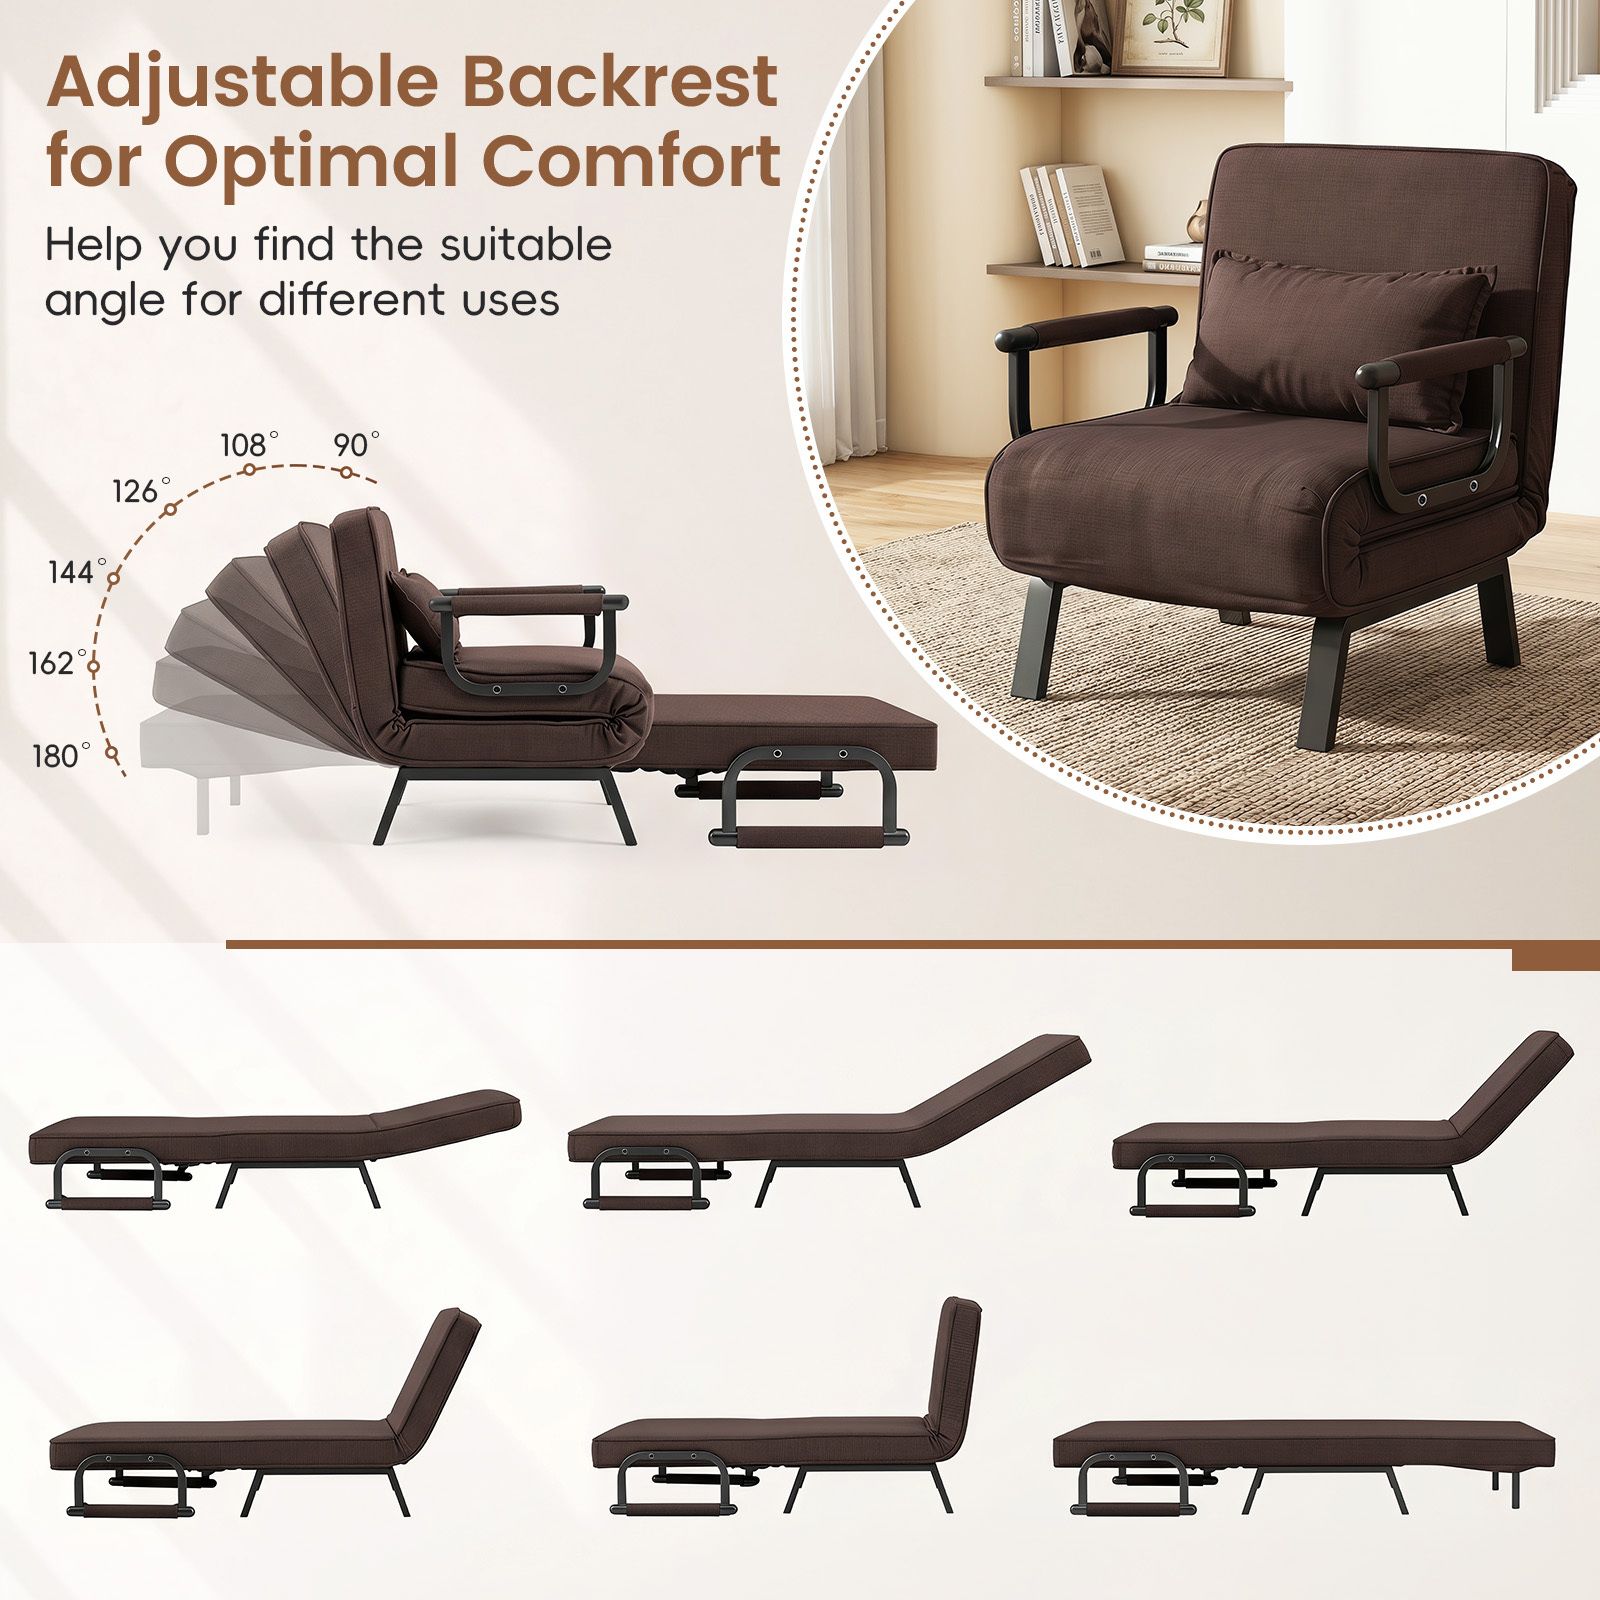 Adjustable Backrest
for Optimal Comfort
Help you find the suitable
angle for different uses
108°
90°
126°
144°
162°
180°